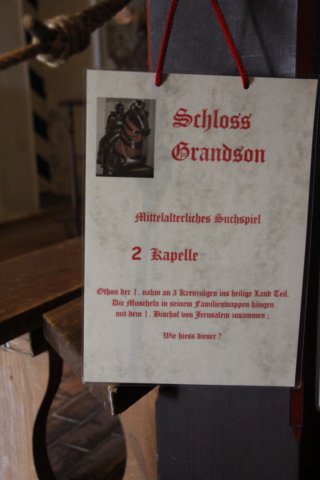 Schloss
Grandson
Mittelalterliches Suchspiel
2 Kapelle
Othon der 1. nahm an 3 Kreuzzügen ins heilige Land Teil.
Die Muscheln in seinem Familienwappen hängen
mit dem 1. Bischof von Jerusalem zusammen ;
Wie hiess dieser ?